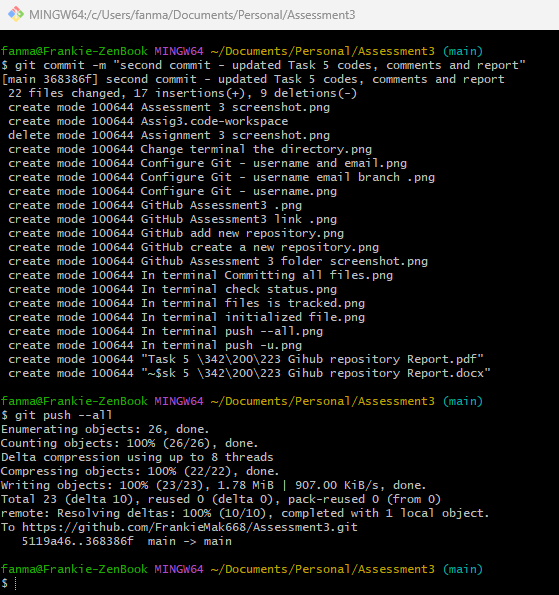 MINGW64:/c/Users/fanma/Documents/Personal/Assessment3
fanma@Frankie-ZenBook MINGW64 ~/Documents/Personal/Assessment3 (main)
$ git commit -m "second commit - updated Task 5 codes, comments and report"
[main 368386f] second commit - updated Task 5 codes, comments and report
 22 files changed, 17 insertions(+), 9 deletions(-)
 create mode 100644 Assessment 3 screenshot.png
 create mode 100644 Assig3.code-workspace
 delete mode 100644 Assignment 3 screenshot.png
 create mode 100644 Change terminal the directory.png
 create mode 100644 Configure Git - username and email.png
 create mode 100644 Configure Git - username email branch .png
 create mode 100644 Configure Git - username.png
 create mode 100644 GitHub Assessment3 .png
 create mode 100644 GitHub Assessment3 link .png
 create mode 100644 GitHub add new repository.png
 create mode 100644 GitHub create a new repository.png
 create mode 100644 Github Assessment 3 folder screenshot.png
 create mode 100644 In terminal Committing all files.png
 create mode 100644 In terminal check status.png
 create mode 100644 In terminal files is tracked.png
 create mode 100644 In terminal initialized file.png
 create mode 100644 In terminal push --all.png
 create mode 100644 In terminal push -u.png
 create mode 100644 "Task 5 \342\200\223 Gihub repository Report.pdf"
 create mode 100644 "~$sk 5 \342\200\223 Gihub repository Report.docx"
fanma@Frankie-ZenBook MINGW64 ~/Documents/Personal/Assessment3 (main)
$ git push --all
Enumerating objects: 26, done.
Counting objects: 100% (26/26), done.
Delta compression using up to 8 threads
Compressing objects: 100% (22/22), done.
Writing objects: 100% (23/23), 1.78 MiB | 907.00 KiB/s, done.
Total 23 (delta 10), reused 0 (delta 0), pack-reused 0 (from 0)
remote: Resolving deltas: 100% (10/10), completed with 1 local object.
To https://github.com/FrankieMak668/Assessment3.git
   5119a46..368386f  main -> main
fanma@Frankie-ZenBook MINGW64 ~/Documents/Personal/Assessment3 (main)
$